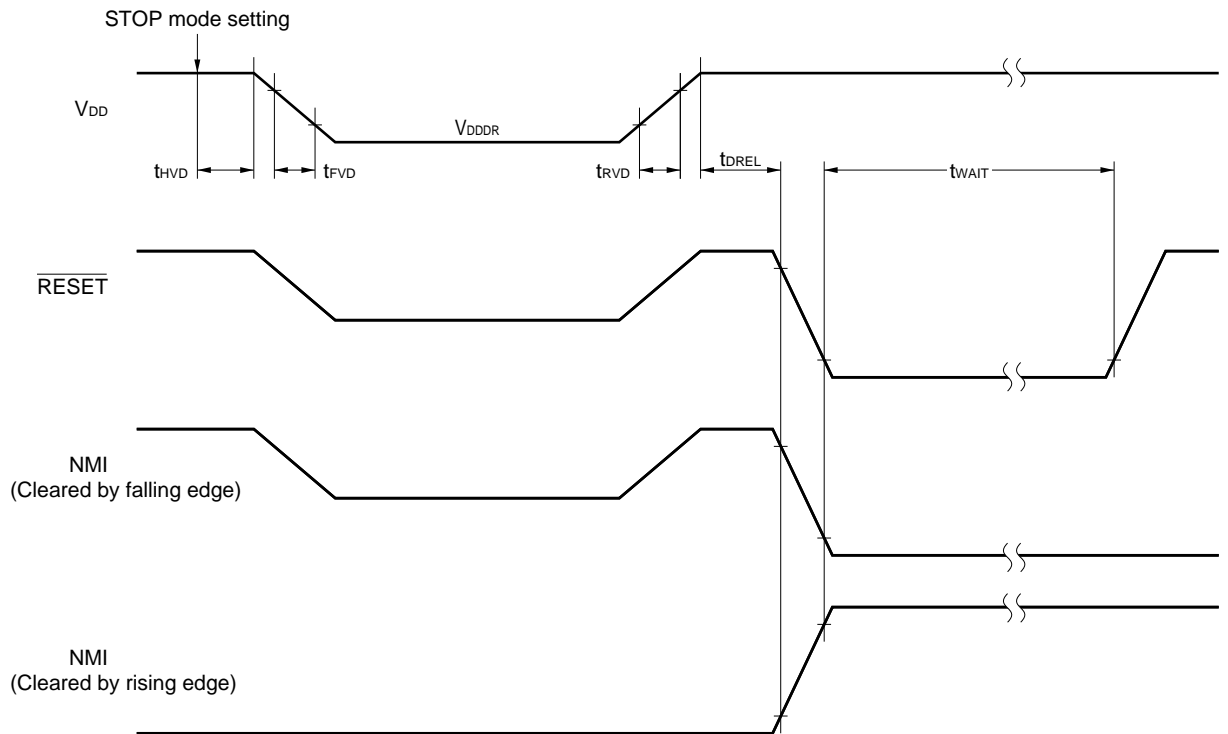 STOP mode setting
VDD
VDDDR
tHVD
tFVD
tRVD
tDREL
tWAIT
RESET
NMI
(Cleared by falling edge)
NMI
(Cleared by rising edge)